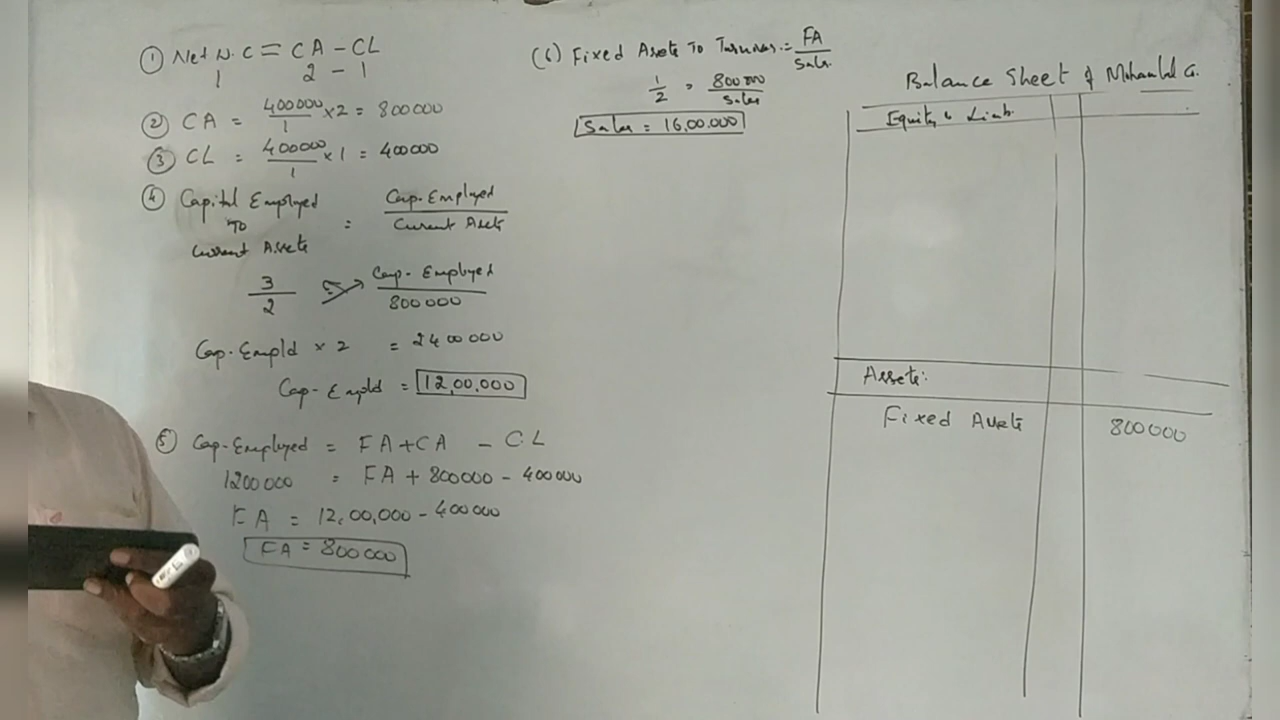 ① Net W.C = CA - CL
1 2 - 1
② CA = 400000/1 × 2 = 800000
③ CL = 400000/1 × 1 = 400000
④ Capital Employed To Current Assets = Cap. Employed / Current Assets
3/2 Cap. Employed / 800000
Cap. Empld × 2 = 2400000
Cap. Empld = 12,00,000
⑤ Cap. Employed = FA + CA - CL
1200000 = FA + 800000 - 400000
FA = 12,00,000 - 400000
FA = 800000
(6) Fixed Assets To Turnover = FA / Sales
1/2 = 800000 / Sales
Sales = 16,00,000
Balance Sheet of
Equity & Liab.
Assets:
Fixed Assets 800000